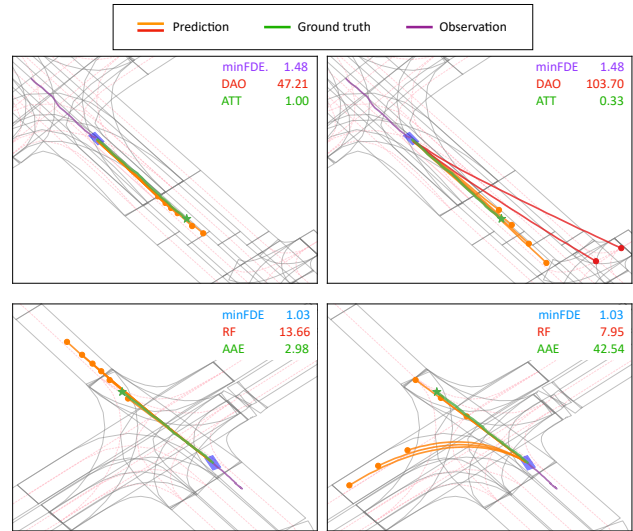 Prediction Ground truth Observation
minFDE. 1.48
DAO 47.21
ATT 1.00
minFDE 1.48
DAO 103.70
ATT 0.33
minFDE 1.03
RF 13.66
AAE 2.98
minFDE 1.03
RF 7.95
AAE 42.54